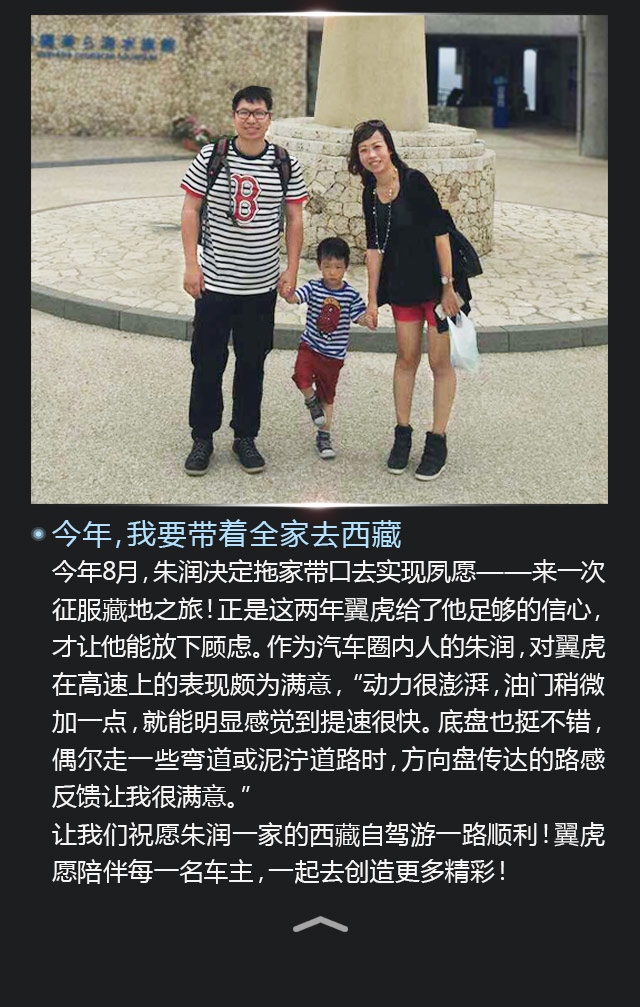 B
今年,我要带着全家去西藏
今年8月,朱润决定拖家带口去实现夙愿——来一次
征服藏地之旅!正是这两年翼虎给了他足够的信心,
才让他能放下顾虑。作为汽车圈内人的朱润,对翼虎
在高速上的表现颇为满意,“动力很澎湃,油门稍微
加一点,就能明显感觉到提速很快。底盘也挺不错,
偶尔走一些弯道或泥泞道路时,方向盘传达的路感
反馈让我很满意。”
让我们祝愿朱润一家的西藏自驾游一路顺利!翼虎
愿陪伴每一名车主,一起去创造更多精彩!